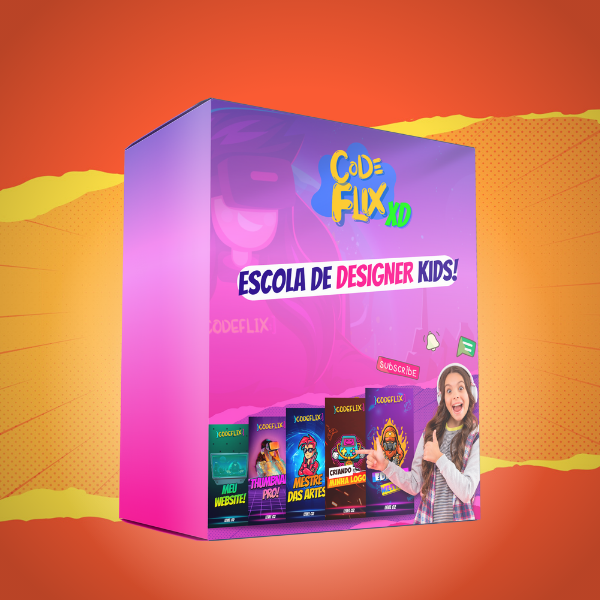 CODE
FLIX
XD
ESCOLA DE DESIGNER KIDS!
CODEFLIX
SUBSCRIBE
CODEFLIX
CODEFLIX
CODEFLIX
CODEFLIX
CODEFLIX
MEU
WEBSITE!
THUMBNAIL
PRO!
MESTRE
DAS ARTES
CRIANDO
MINHA LOGO